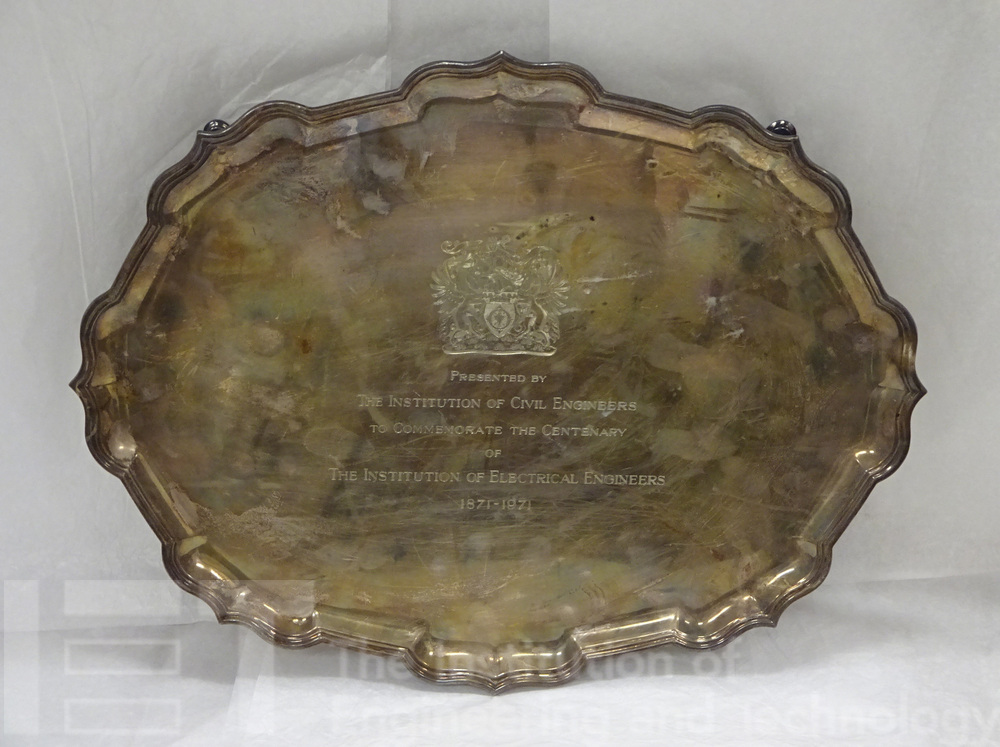 PRESENTED BY
THE INSTITUTION OF CIVIL ENGINEERS
TO COMMEMORATE THE CENTENARY
OF
THE INSTITUTION OF ELECTRICAL ENGINEERS
1871-1971
IET
The Institution of
Engineering and Technology